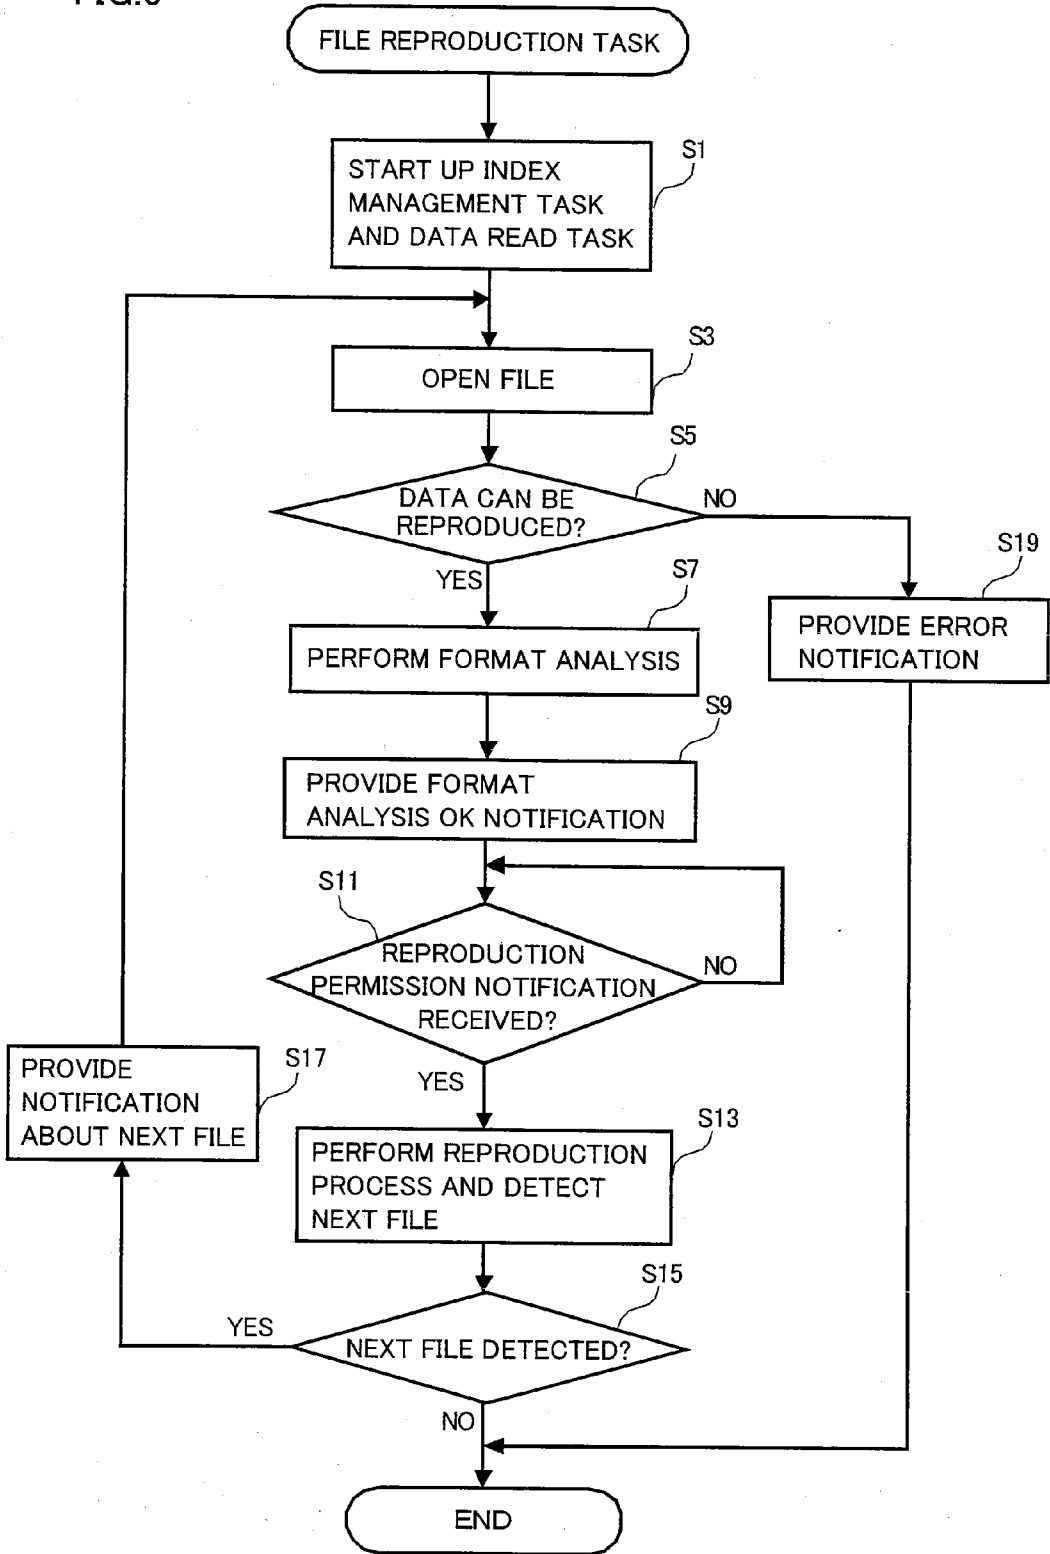 FILE REPRODUCTION TASK
S1
START UP INDEX
MANAGEMENT TASK
AND DATA READ TASK
S3
OPEN FILE
S5
DATA CAN BE
REPRODUCED?
NO
YES
S7
PERFORM FORMAT ANALYSIS
S19
PROVIDE ERROR
NOTIFICATION
S9
PROVIDE FORMAT
ANALYSIS OK NOTIFICATION
S11
REPRODUCTION
PERMISSION NOTIFICATION
RECEIVED?
NO
YES
S17
PROVIDE
NOTIFICATION
ABOUT NEXT FILE
S13
PERFORM REPRODUCTION
PROCESS AND DETECT
NEXT FILE
S15
NEXT FILE DETECTED?
YES
NO
END